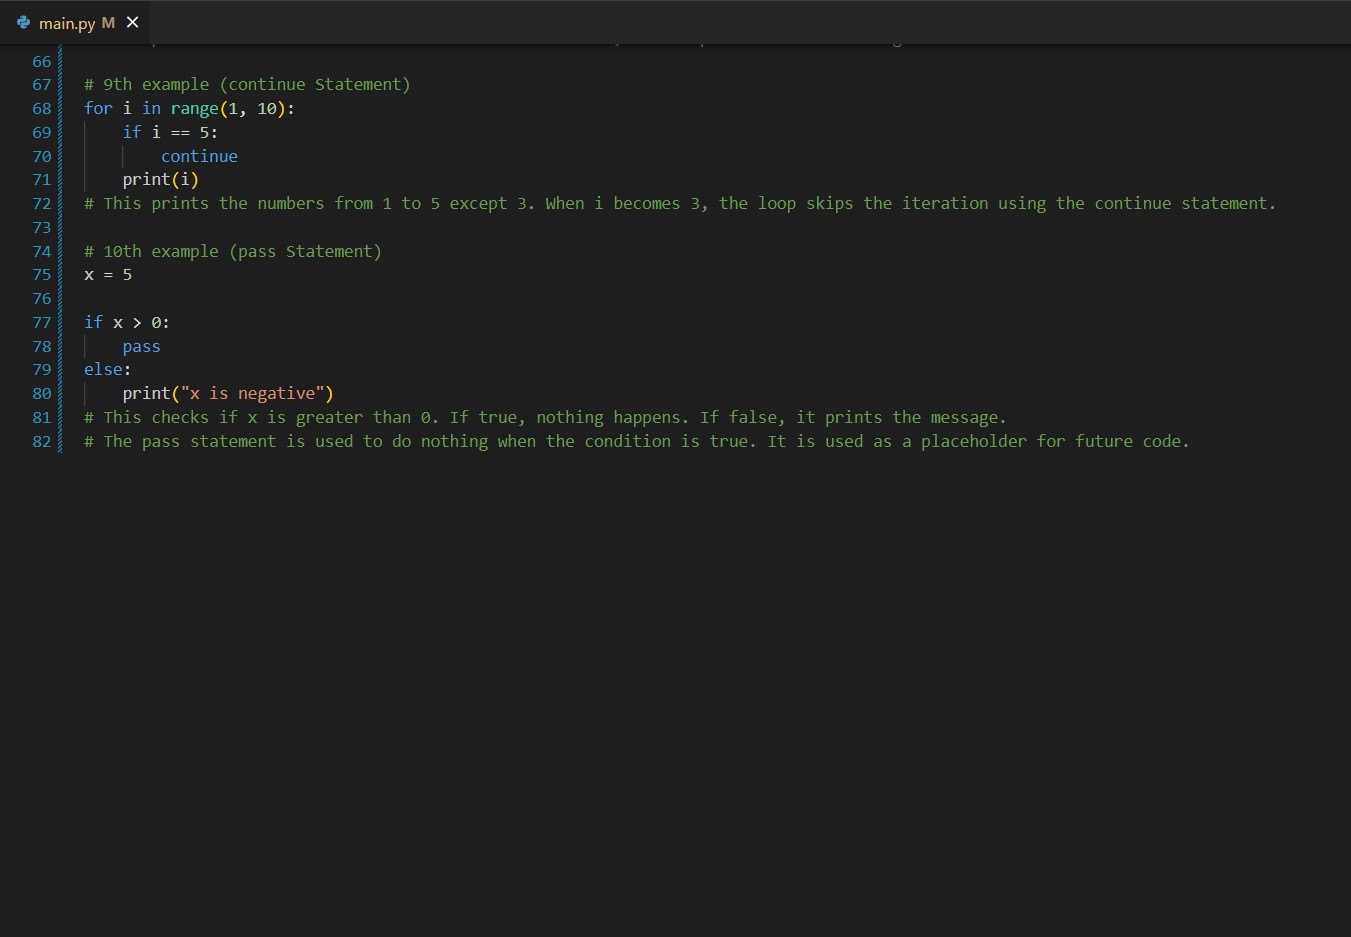 main.py M
66
67 # 9th example (continue Statement)
68 for i in range(1, 10):
69     if i == 5:
70         continue
71     print(i)
72 # This prints the numbers from 1 to 5 except 3. When i becomes 3, the loop skips the iteration using the continue statement.
73
74 # 10th example (pass Statement)
75 x = 5
76
77 if x > 0:
78     pass
79 else:
80     print("x is negative")
81 # This checks if x is greater than 0. If true, nothing happens. If false, it prints the message.
82 # The pass statement is used to do nothing when the condition is true. It is used as a placeholder for future code.